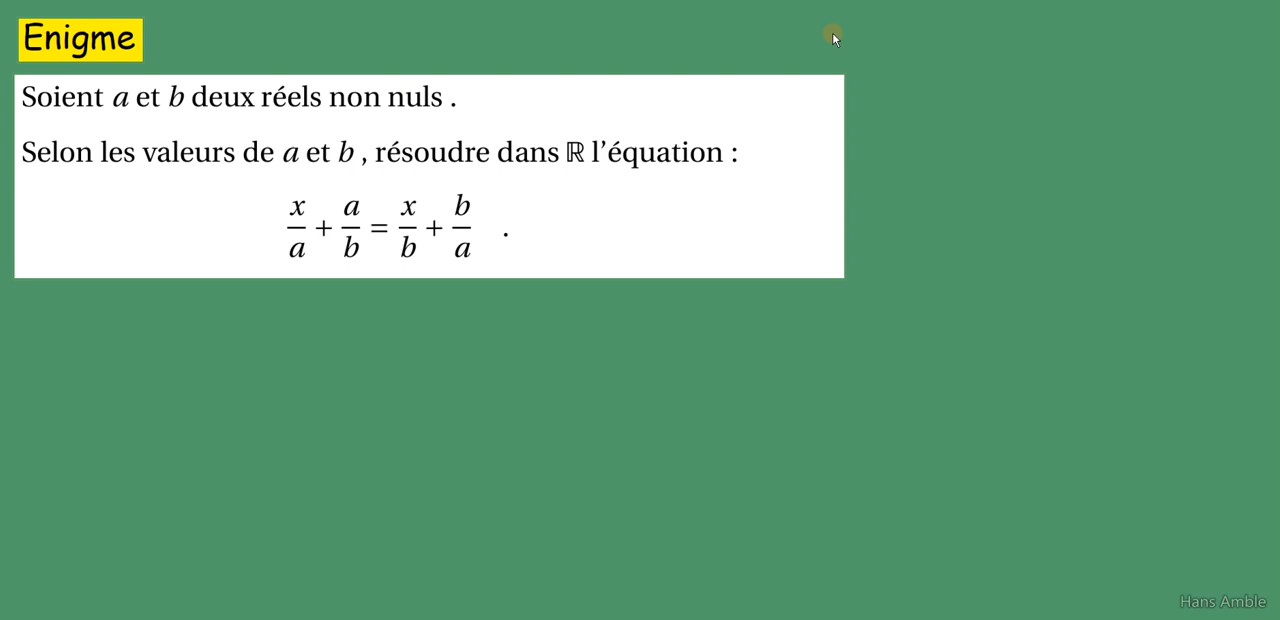 Enigme
Soient a et b deux réels non nuls .
Selon les valeurs de a et b , résoudre dans ℝ l’équation :
x/a + a/b = x/b + b/a .
Hans Amble